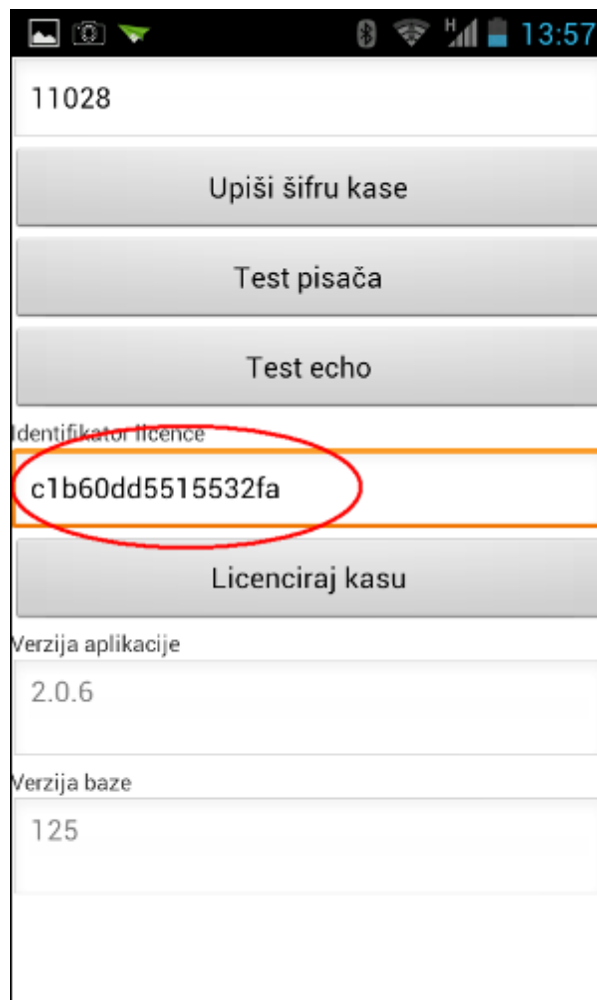 H 13:57
11028
Upiši šifru kase
Test pisača
Test echo
Identifikator licence
c1b60dd5515532fa
Licenciraj kasu
Verzija aplikacije
2.0.6
Verzija baze
125